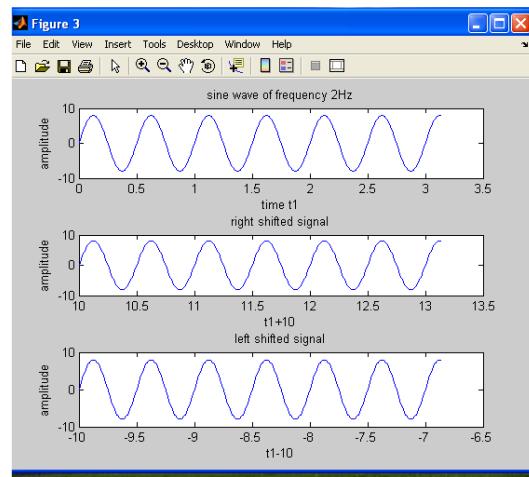 Figure 3
File Edit View Insert Tools Desktop Window Help
sine wave of frequency 2Hz
10
0
-10
amplitude
0 0.5 1 1.5 2 2.5 3 3.5
time t1
right shifted signal
10
0
-10
amplitude
10 10.5 11 11.5 12 12.5 13 13.5
t1+10
left shifted signal
10
0
-10
amplitude
-10 -9.5 -9 -8.5 -8 -7.5 -7 -6.5
t1-10